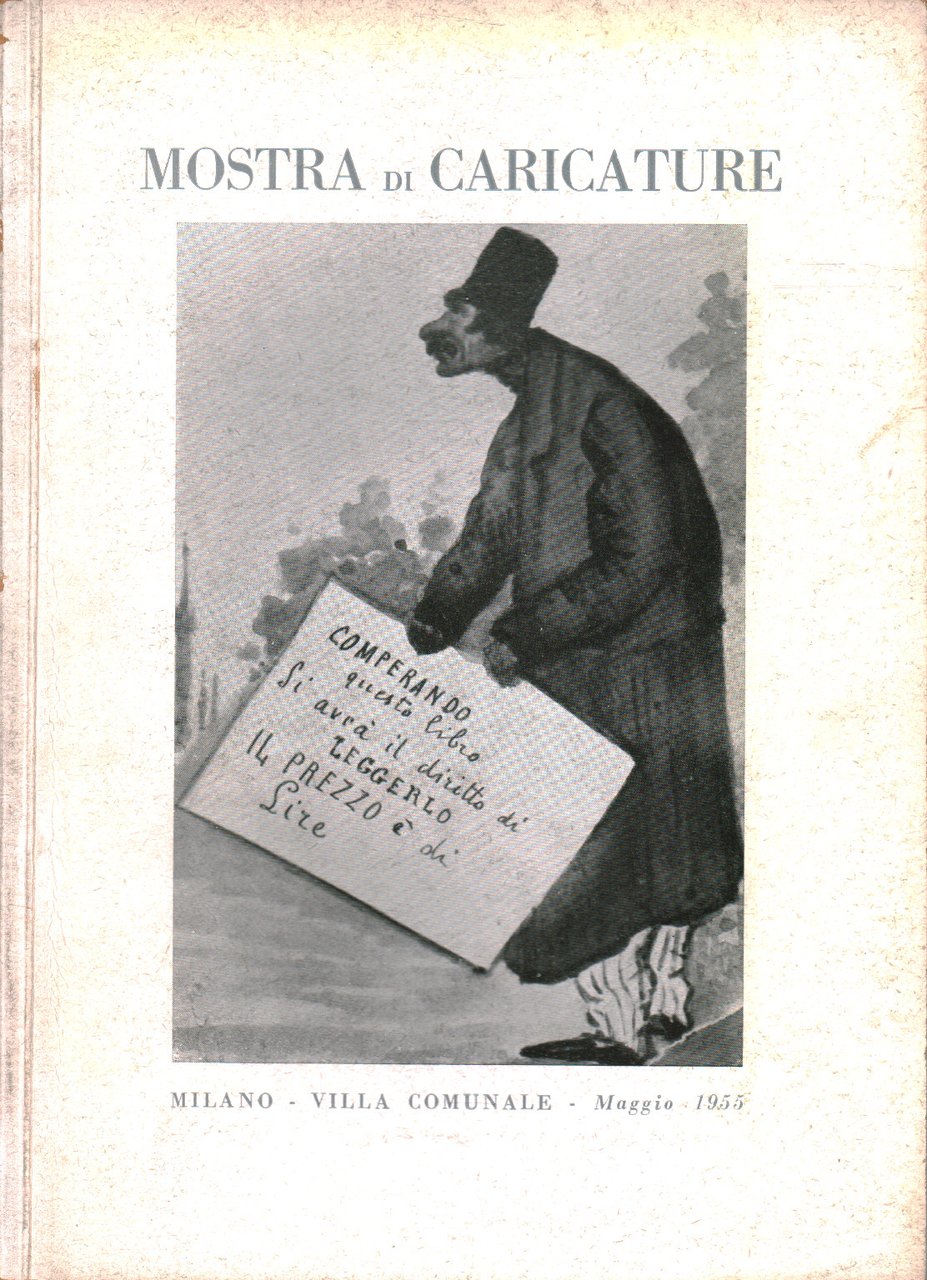 MOSTRA DI CARICATURE
COMPERANDO
questo libro
Si avrà il diritto di
LEGGERLO
IL PREZZO è di
Lire
MILANO - VILLA COMUNALE - Maggio 1955